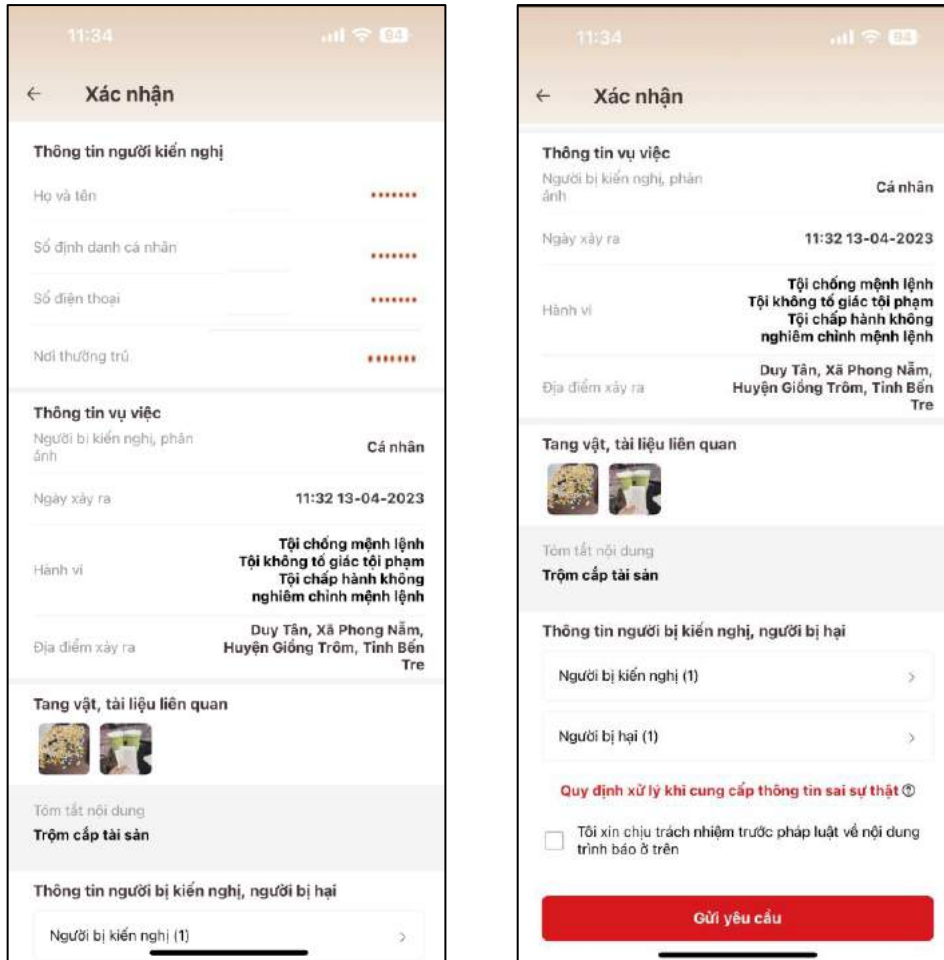 11:34
94
Xác nhận
Thông tin người kiến nghị
Họ và tên
*******
Số định danh cá nhân
*******
Số điện thoại
*******
Nơi thường trú
*******
Thông tin vụ việc
Người bị kiến nghị, phản
ánh
Cá nhân
Ngày xảy ra
11:32 13-04-2023
Hành vi
Tội chống mệnh lệnh
Tội không tố giác tội phạm
Tội chấp hành không
nghiêm chỉnh mệnh lệnh
Địa điểm xảy ra
Duy Tân, Xã Phong Nẫm,
Huyện Giồng Trôm, Tỉnh Bến
Tre
Tang vật, tài liệu liên quan
Tóm tắt nội dung
Trộm cắp tài sản
Thông tin người bị kiến nghị, người bị hại
Người bị kiến nghị (1)
11:34
94
Xác nhận
Thông tin vụ việc
Người bị kiến nghị, phản
ánh
Cá nhân
Ngày xảy ra
11:32 13-04-2023
Hành vi
Tội chống mệnh lệnh
Tội không tố giác tội phạm
Tội chấp hành không
nghiêm chỉnh mệnh lệnh
Địa điểm xảy ra
Duy Tân, Xã Phong Nẫm,
Huyện Giồng Trôm, Tỉnh Bến
Tre
Tang vật, tài liệu liên quan
Tóm tắt nội dung
Trộm cắp tài sản
Thông tin người bị kiến nghị, người bị hại
Người bị kiến nghị (1)
Người bị hại (1)
Quy định xử lý khi cung cấp thông tin sai sự thật
Tôi xin chịu trách nhiệm trước pháp luật về nội dung
trình báo ở trên
Gửi yêu cầu